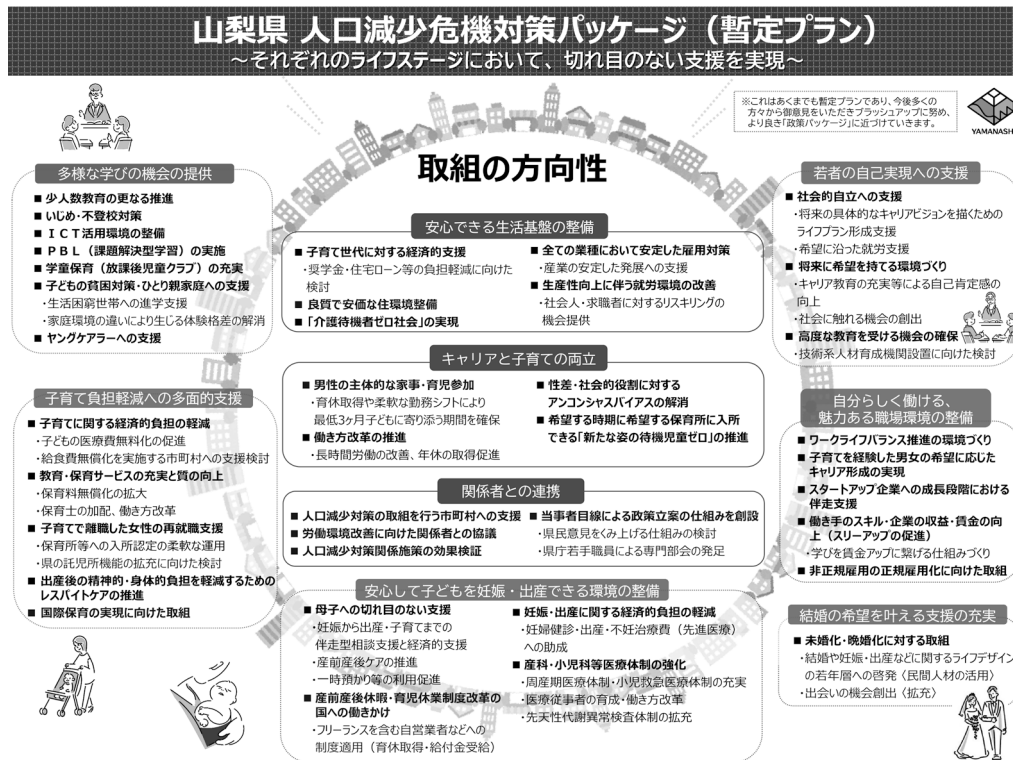 山梨県 人口減少危機対策パッケージ（暫定プラン）
～それぞれのライフステージにおいて、切れ目のない支援を実現～
※これはあくまでも暫定プランであり、今後多くの
方々から御意見をいただきブラッシュアップに努め、
より良き「政策パッケージ」に近づけていきます。
YAMANASHI
取組の方向性
多様な学びの機会の提供
■ 少人数教育の更なる推進
■ いじめ・不登校対策
■ ＩＣＴ活用環境の整備
■ ＰＢＬ（課題解決型学習）の実施
■ 学童保育（放課後児童クラブ）の充実
■ 子どもの貧困対策・ひとり親家庭への支援
・生活困窮世帯への進学支援
・家庭環境の違いにより生じる体験格差の解消
■ ヤングケアラーへの支援
子育て負担軽減への多面的支援
■ 子育てに関する経済的負担の軽減
・子どもの医療費無料化の促進
・給食費無償化を実施する市町村への支援検討
■ 教育・保育サービスの充実と質の向上
・保育料無償化の拡大
・保育士の加配、働き方改革
■ 子育てで離職した女性の再就職支援
・保育所等への入所認定の柔軟な運用
・県の託児所機能の拡充に向けた検討
■ 出産後の精神的・身体的負担を軽減するための
レスパイトケアの推進
■ 国際保育の実現に向けた取組
安心できる生活基盤の整備
■ 子育て世代に対する経済的支援
・奨学金・住宅ローン等の負担軽減に向けた
検討
■ 良質で安価な住環境整備
■ 「介護待機者ゼロ社会」の実現
■ 全ての業種において安定した雇用対策
・産業の安定した発展への支援
■ 生産性向上に伴う就労環境の改善
・社会人・求職者に対するリスキリングの
機会提供
キャリアと子育ての両立
■ 男性の主体的な家事・育児参加
・育休取得や柔軟な勤務シフトにより
最低3ヶ月子どもに寄り添う期間を確保
■ 働き方改革の推進
・長時間労働の改善、年休の取得促進
■ 性差・社会的役割に対する
アンコンシャスバイアスの解消
■ 希望する時期に希望する保育所に入所
できる「新たな姿の待機児童ゼロ」の推進
関係者との連携
■ 人口減少対策の取組を行う市町村への支援
■ 労働環境改善に向けた関係者との協議
■ 人口減少対策関係施策の効果検証
■ 当事者目線による政策立案の仕組を創設
・県民意見をくみ上げる仕組みの検討
・県庁若手職員による専門部会の発足
安心して子どもを妊娠・出産できる環境の整備
■ 母子への切れ目のない支援
・妊娠から出産・子育てまでの
伴走型相談支援と経済的支援
・産前産後ケアの推進
・一時預かり等の利用促進
■ 産前産後休暇・育児休業制度改革の
国への働きかけ
・フリーランスを含む自営業者などへの
制度適用（育休取得・給付金受給）
■ 妊娠・出産に関する経済的負担の軽減
・妊婦健診・出産・不妊治療費（先進医療）
への助成
■ 産科・小児科等医療体制の強化
・周産期医療体制・小児救急医療体制の充実
・医療従事者の育成・働き方改革
・先天性代謝異常検査体制の拡充
若者の自己実現への支援
■ 社会的自立への支援
・将来の具体的なキャリアビジョンを描くための
ライフプラン形成支援
・希望に沿った就労支援
■ 将来に希望を持てる環境づくり
・キャリア教育の充実等による自己肯定感の
向上
・社会に触れる機会の創出
■ 高度な教育を受ける機会の確保
・技術系人材育成機関設置に向けた検討
自分らしく働ける、
魅力ある職場環境の整備
■ ワークライフバランス推進の環境づくり
■ 子育てを経験した男女の希望に応じた
キャリア形成の実現
■ スタートアップ企業への成長段階における
伴走支援
■ 働き手のスキル・企業の収益・賃金の向
上（スリーアップの促進）
・学びを賃金アップに繋げる仕組みづくり
■ 非正規雇用の正規雇用化に向けた取組
結婚の希望を叶える支援の充実
■ 未婚化・晩婚化に対する取組
・結婚や妊娠・出産などに関するライフデザイン
の若年層への啓発〈民間人材の活用〉
・出会いの機会創出〈拡充〉